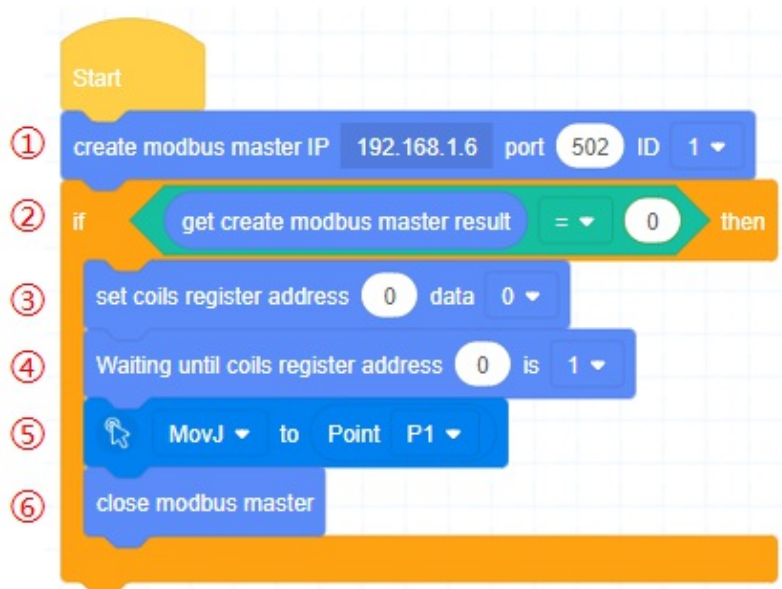 Start
① create modbus master IP 192.168.1.6 port 502 ID 1
② if get create modbus master result = 0 then
③ set coils register address 0 data 0
④ Waiting until coils register address 0 is 1
⑤ MovJ to Point P1
⑥ close modbus master